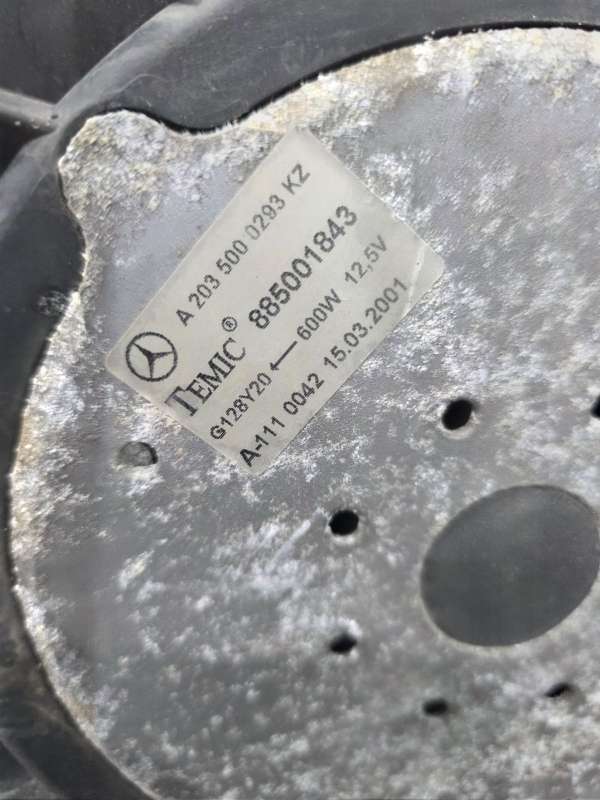 A 203 500 0293 KZ
TEMIC® 885001843
G128Y20 ← 600W 12,5V
A-111 0042 15.03.2001